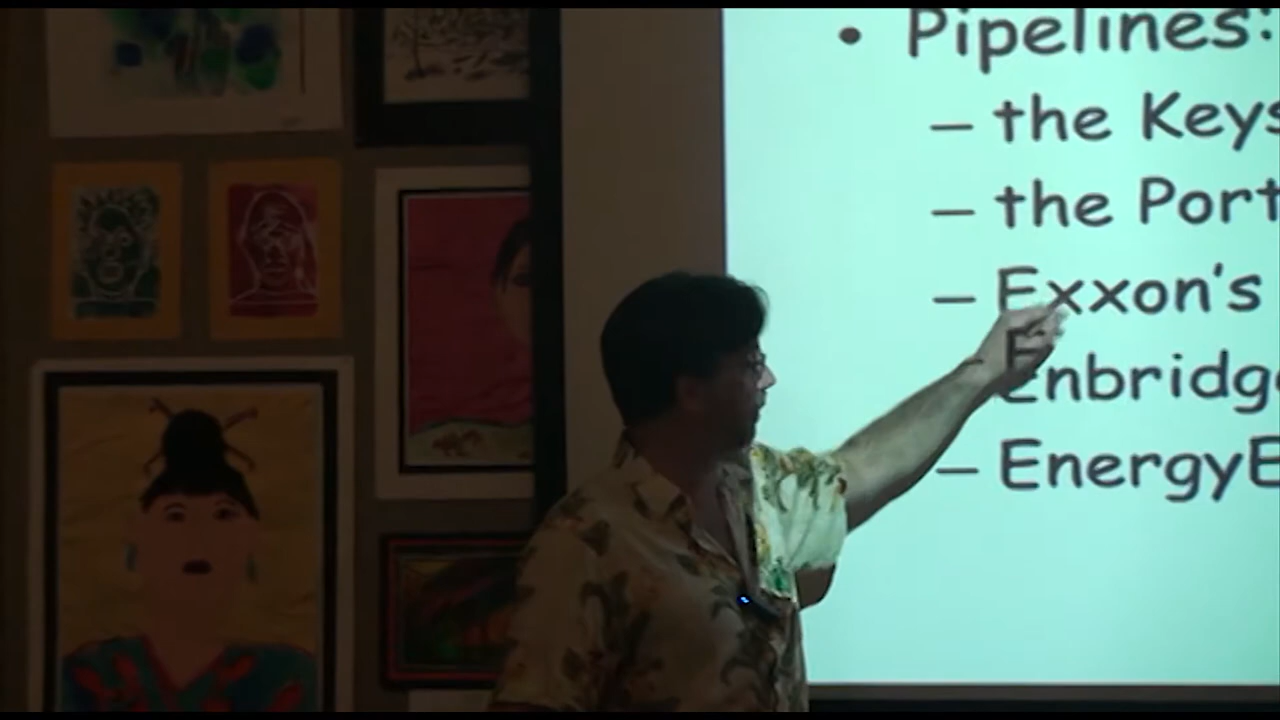 • Pipelines:
– the Keys
– the Port
– Exxon's
Enbridge
– EnergyE